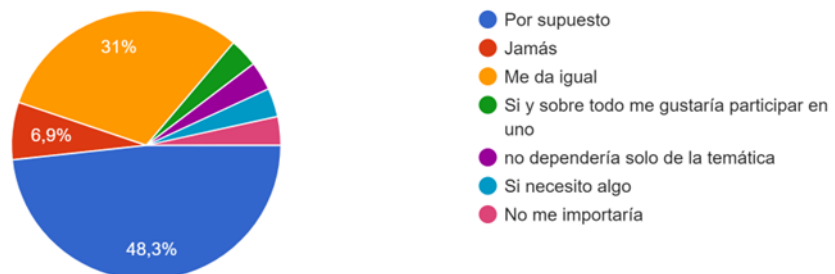 31%
6,9%
48,3%
Por supuesto
Jamás
Me da igual
Si y sobre todo me gustaría participar en
uno
no dependería solo de la temática
Si necesito algo
No me importaría